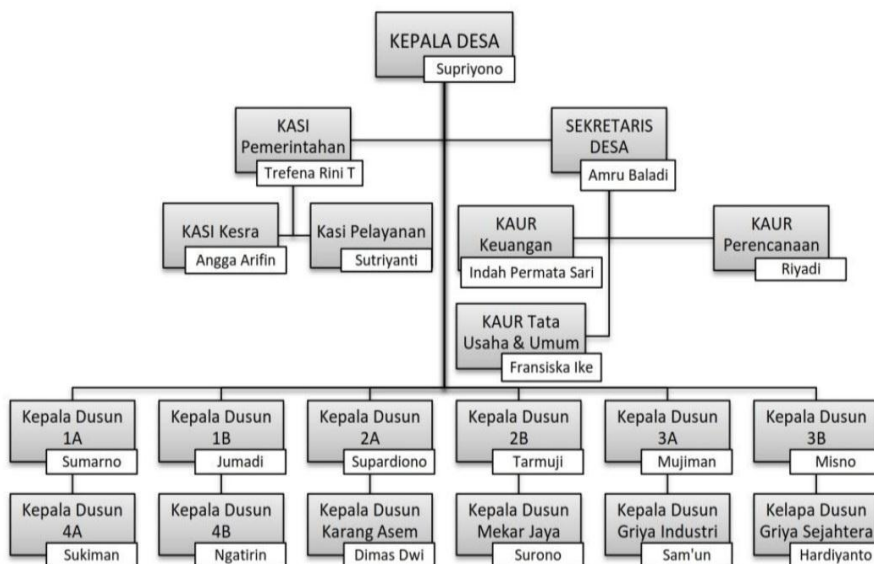 KEPALA DESA
Supriyono
KASI
Pemerintahan
Trefena Rini T
SEKRETARIS
DESA
Amru Baladi
KASI Kesra
Angga Arifin
Kasi Pelayanan
Sutriyanti
KAUR
Keuangan
Indah Permata Sari
KAUR
Perencanaan
Riyadi
KAUR Tata
Usaha & Umum
Fransiska Ike
Kepala Dusun
1A
Sumarno
Kepala Dusun
1B
Jumadi
Kepala Dusun
2A
Supardiono
Kepala Dusun
2B
Tarmuji
Kepala Dusun
3A
Mujiman
Kepala Dusun
3B
Misno
Kepala Dusun
4A
Sukiman
Kepala Dusun
4B
Ngatirin
Kepala Dusun
Karang Asem
Dimas Dwi
Kepala Dusun
Mekar Jaya
Surono
Kepala Dusun
Griya Industri
Sam'un
Kelapa Dusun
Griya Sejahtera
Hardiyanto